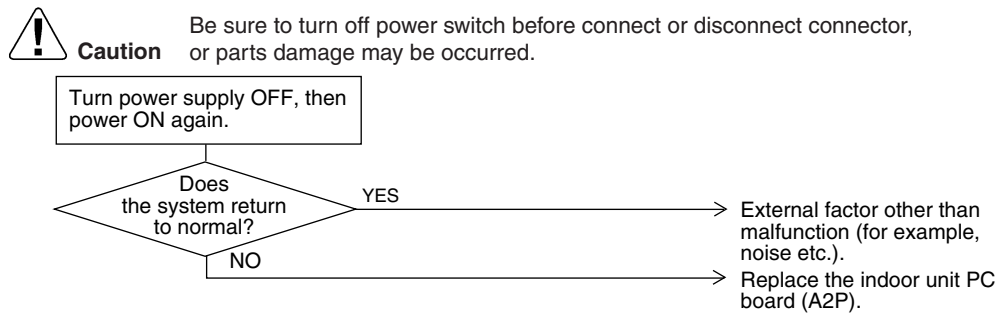 Be sure to turn off power switch before connect or disconnect connector,
Caution or parts damage may be occurred.
Turn power supply OFF, then
power ON again.
Does
the system return
to normal?
YES
External factor other than
malfunction (for example,
noise etc.).
NO
Replace the indoor unit PC
board (A2P).